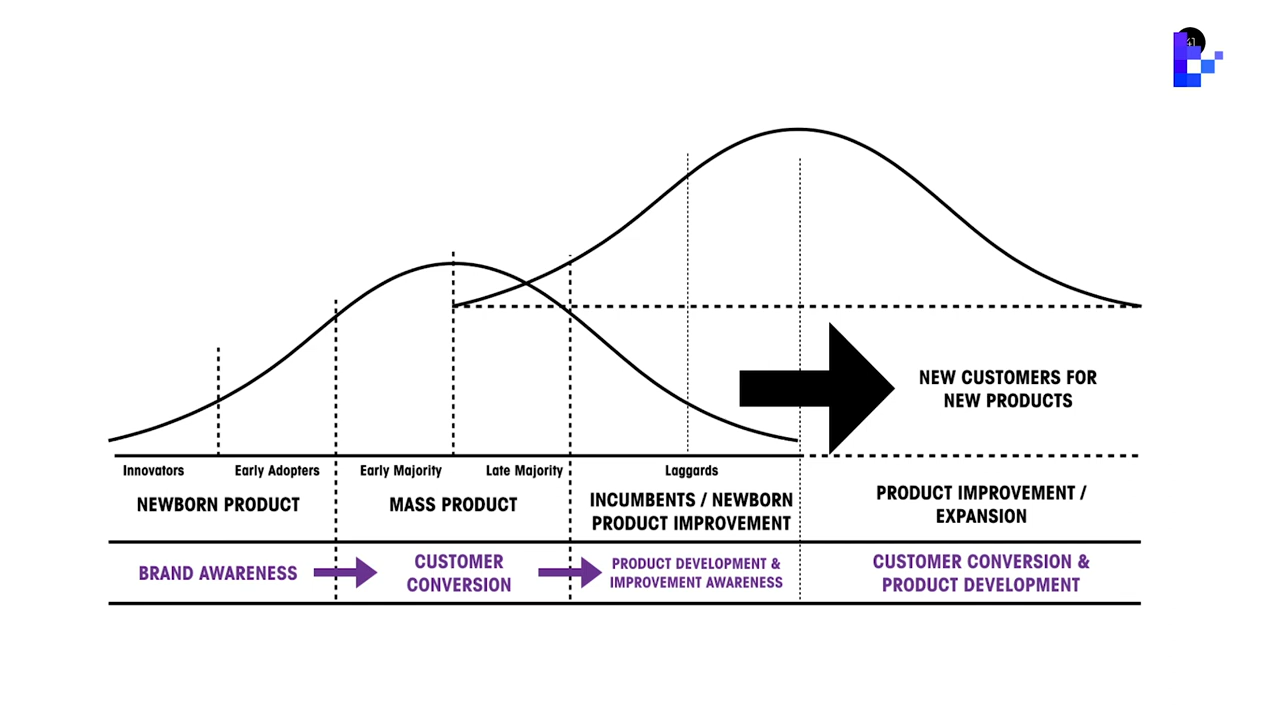 NEW CUSTOMERS FOR
NEW PRODUCTS
Innovators
Early Adopters
Early Majority
Late Majority
Laggards
NEWBORN PRODUCT
MASS PRODUCT
INCUMBENTS / NEWBORN
PRODUCT IMPROVEMENT
PRODUCT IMPROVEMENT /
EXPANSION
BRAND AWARENESS
CUSTOMER
CONVERSION
PRODUCT DEVELOPMENT &
IMPROVEMENT AWARENESS
CUSTOMER CONVERSION &
PRODUCT DEVELOPMENT